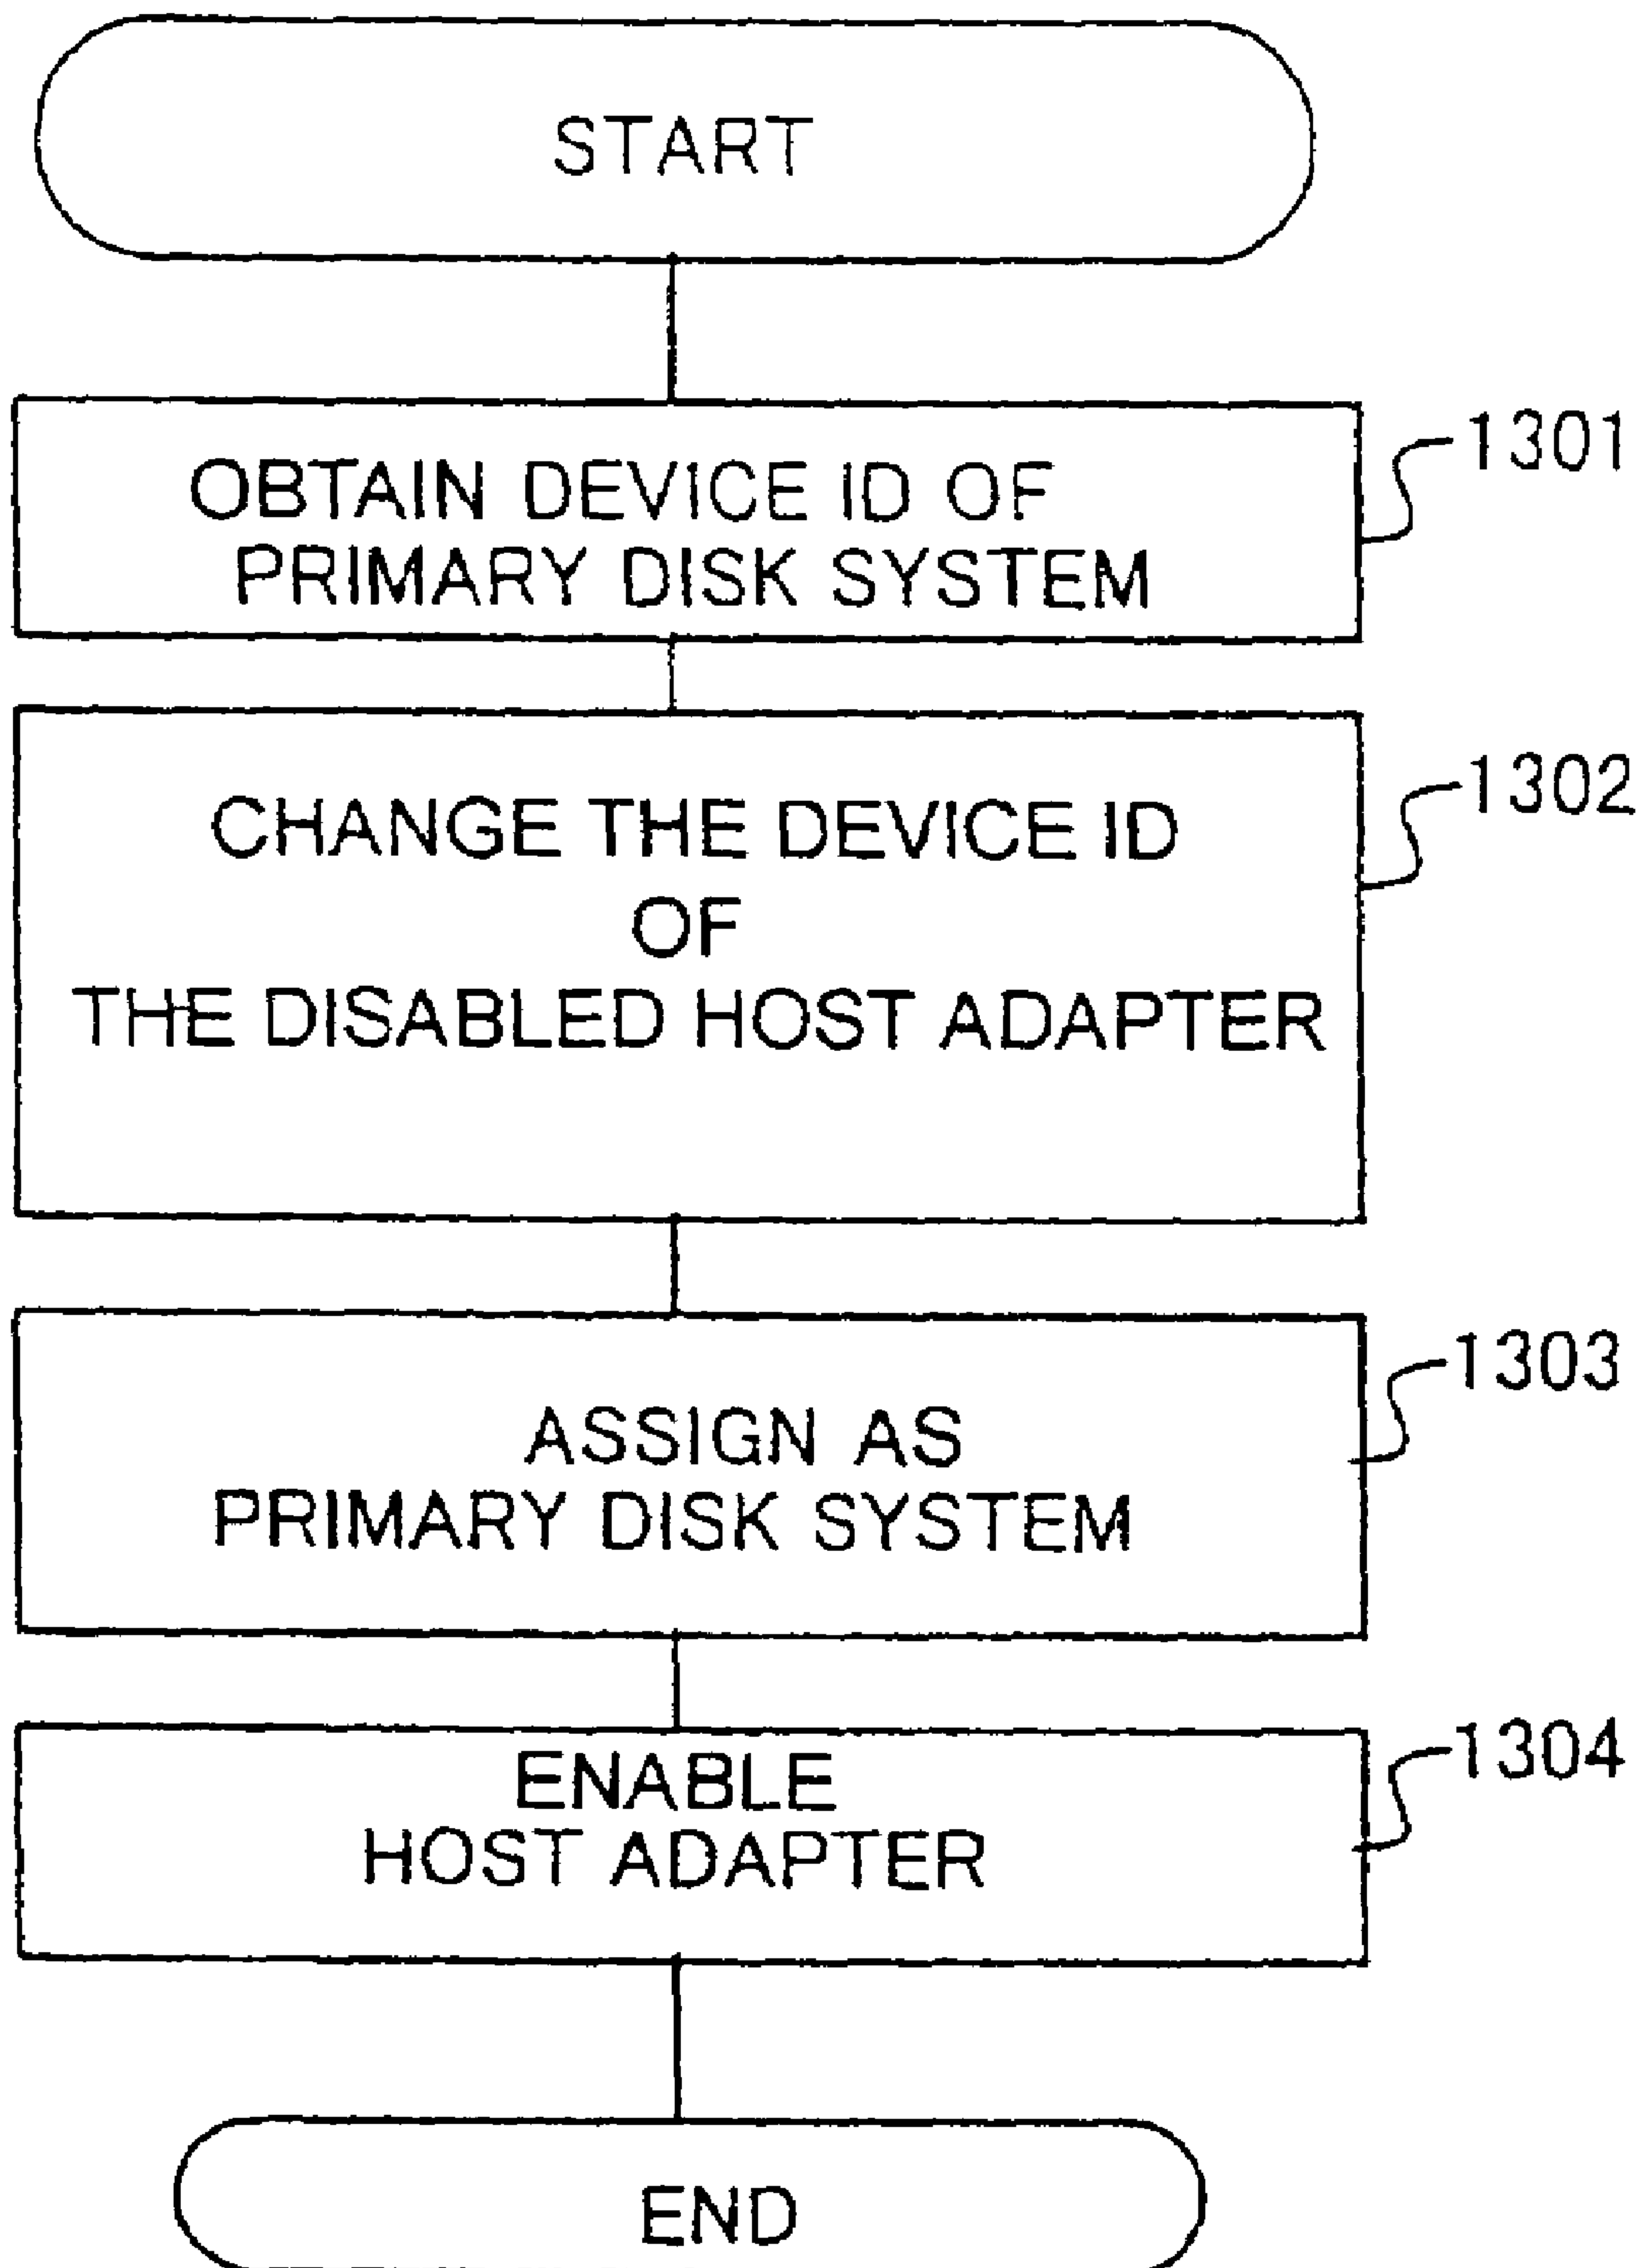 START
OBTAIN DEVICE ID OF
PRIMARY DISK SYSTEM
1301
CHANGE THE DEVICE ID
OF
THE DISABLED HOST ADAPTER
1302
ASSIGN AS
PRIMARY DISK SYSTEM
1303
ENABLE
HOST ADAPTER
1304
END